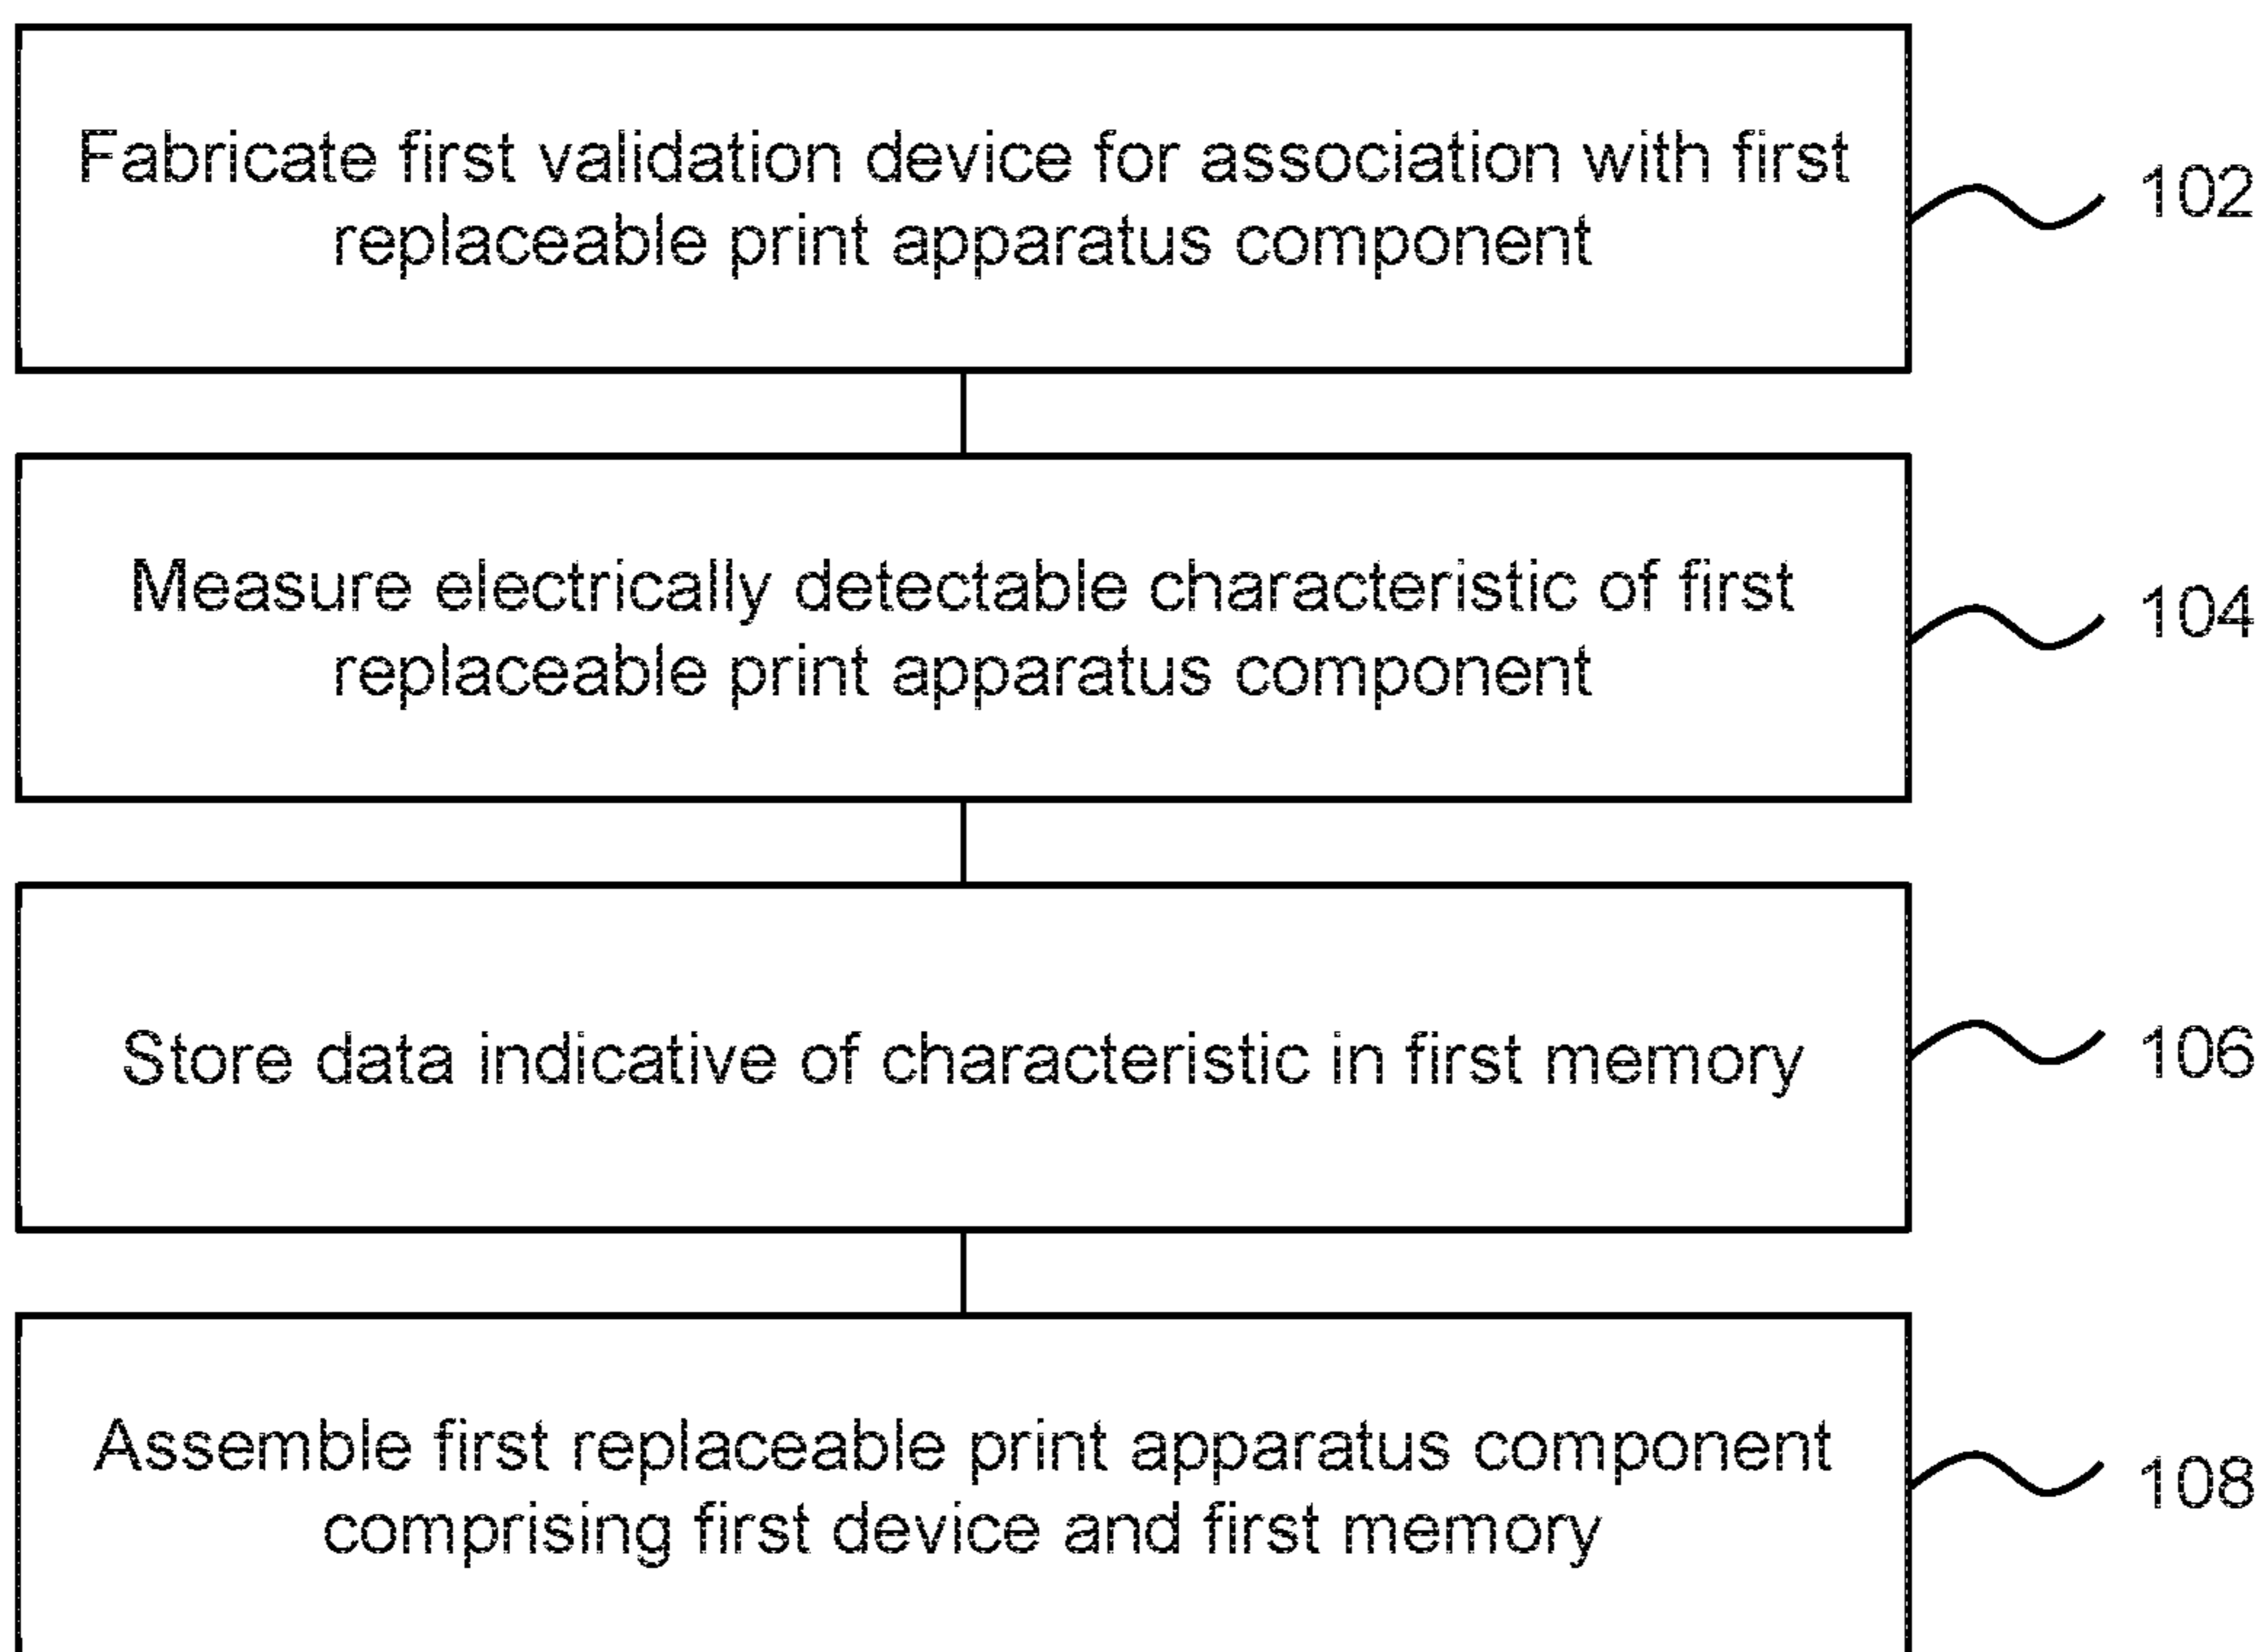 Fabricate first validation device for association with first
replaceable print apparatus component
102
Measure electrically detectable characteristic of first
replaceable print apparatus component
104
Store data indicative of characteristic in first memory
106
Assemble first replaceable print apparatus component
comprising first device and first memory
108